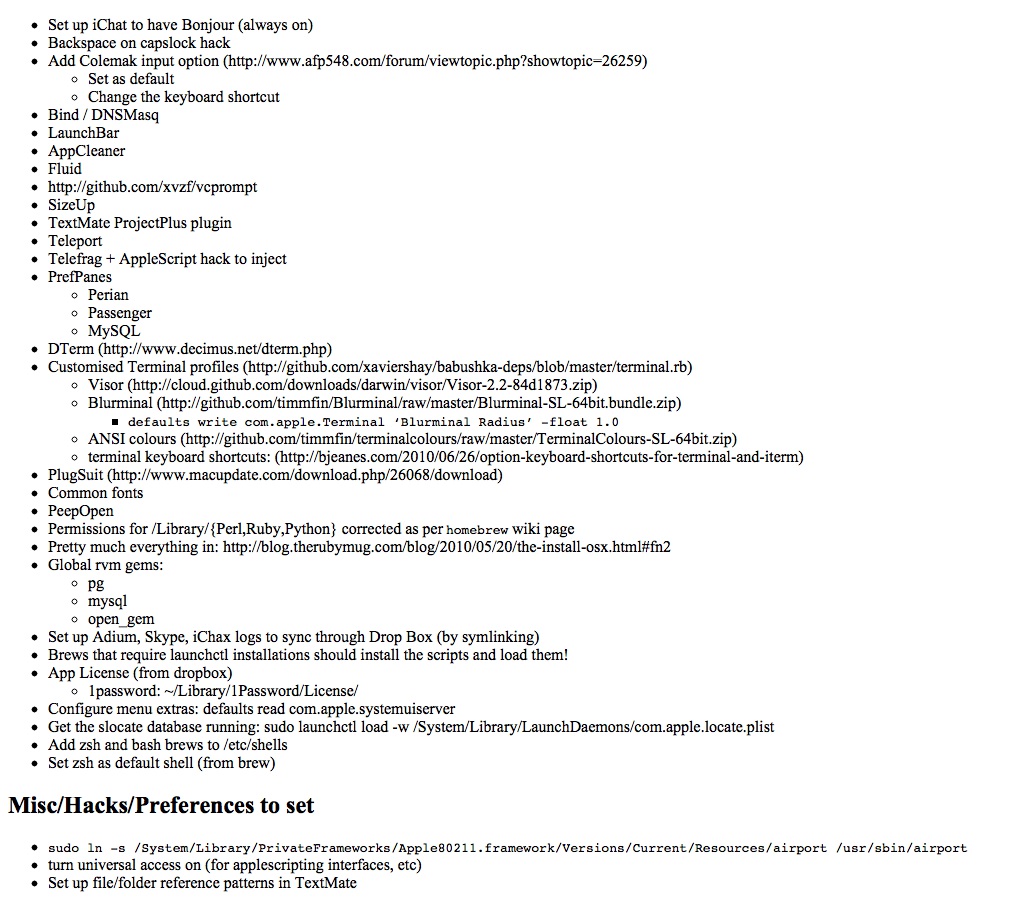 Set up iChat to have Bonjour (always on)
Backspace on capslock hack
Add Colemak input option (http://www.afp548.com/forum/viewtopic.php?showtopic=26259)
Set as default
Change the keyboard shortcut
Bind / DNSMasq
LaunchBar
AppCleaner
Fluid
http://github.com/xvzf/vcprompt
SizeUp
TextMate ProjectPlus plugin
Teleport
Telefrag + AppleScript hack to inject
PrefPanes
Perian
Passenger
MySQL
DTerm (http://www.decimus.net/dterm.php)
Customised Terminal profiles (http://github.com/xaviershay/babushka-deps/blob/master/terminal.rb)
Visor (http://cloud.github.com/downloads/darwin/visor/Visor-2.2-84d1873.zip)
Blurminal (http://github.com/timmfin/Blurminal/raw/master/Blurminal-SL-64bit.bundle.zip)
defaults write com.apple.Terminal ‘Blurminal Radius’ -float 1.0
ANSI colours (http://github.com/timmfin/terminalcolours/raw/master/TerminalColours-SL-64bit.zip)
terminal keyboard shortcuts: (http://bjeanes.com/2010/06/26/option-keyboard-shortcuts-for-terminal-and-iterm)
PlugSuit (http://www.macupdate.com/download.php/26068/download)
Common fonts
PeepOpen
Permissions for /Library/{Perl,Ruby,Python} corrected as per homebrew wiki page
Pretty much everything in: http://blog.therubymug.com/blog/2010/05/20/the-install-osx.html#fn2
Global rvm gems:
pg
mysql
open_gem
Set up Adium, Skype, iChax logs to sync through Drop Box (by symlinking)
Brews that require launchctl installations should install the scripts and load them!
App License (from dropbox)
1password: ~/Library/1Password/License/
Configure menu extras: defaults read com.apple.systemuiserver
Get the slocate database running: sudo launchctl load -w /System/Library/LaunchDaemons/com.apple.locate.plist
Add zsh and bash brews to /etc/shells
Set zsh as default shell (from brew)
Misc/Hacks/Preferences to set
sudo ln -s /System/Library/PrivateFrameworks/Apple80211.framework/Versions/Current/Resources/airport /usr/sbin/airport
turn universal access on (for applescripting interfaces, etc)
Set up file/folder reference patterns in TextMate